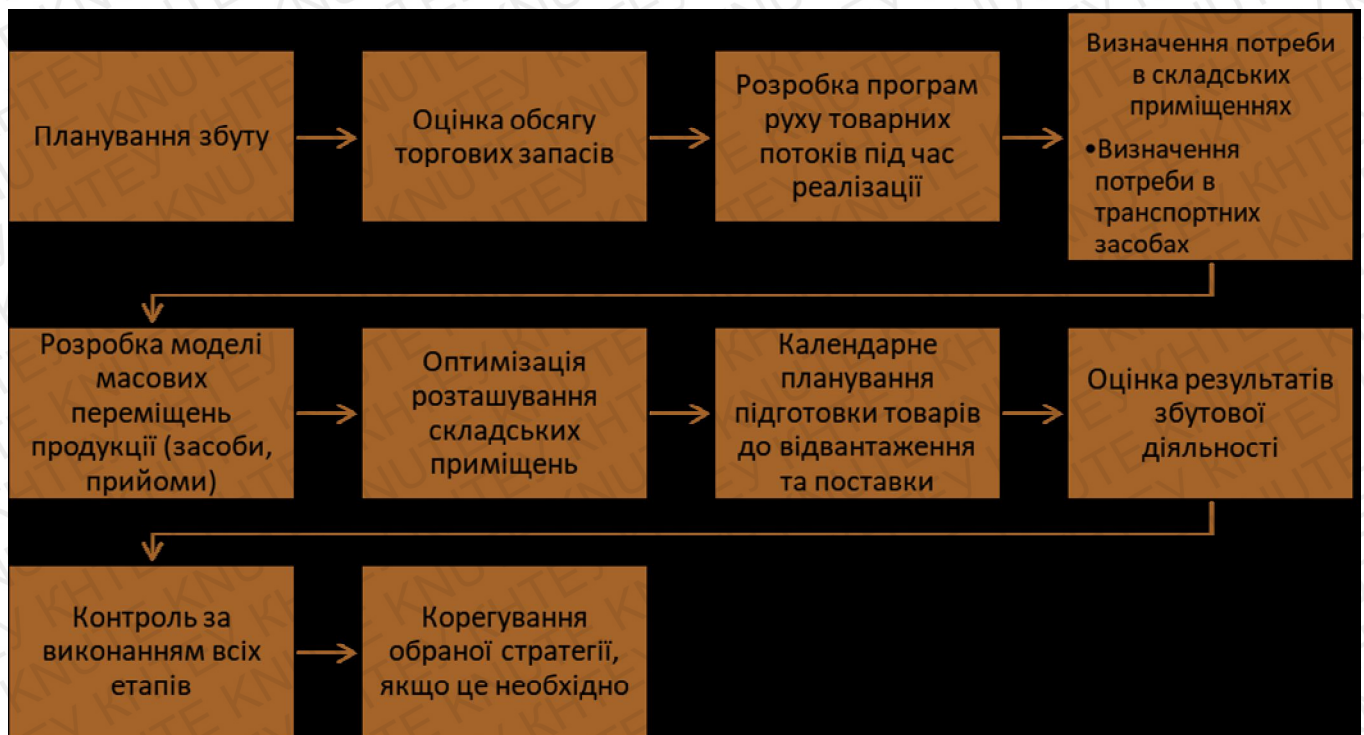 Планування збуту
Оцінка обсягу
торгових запасів
Розробка програм
руху товарних
потоків під час
реалізації
Визначення потреби
в складських
приміщеннях
•Визначення
потреби в
транспортних
засобах
Розробка моделі
масових
переміщень
продукції (засоби,
прийоми)
Оптимізація
розташування
складських
приміщень
Календарне
планування
підготовки товарів
до відвантаження
та поставки
Оцінка результатів
збутової
діяльності
Контроль за
виконанням всіх
етапів
Корегування
обраної стратегії,
якщо це необхідно